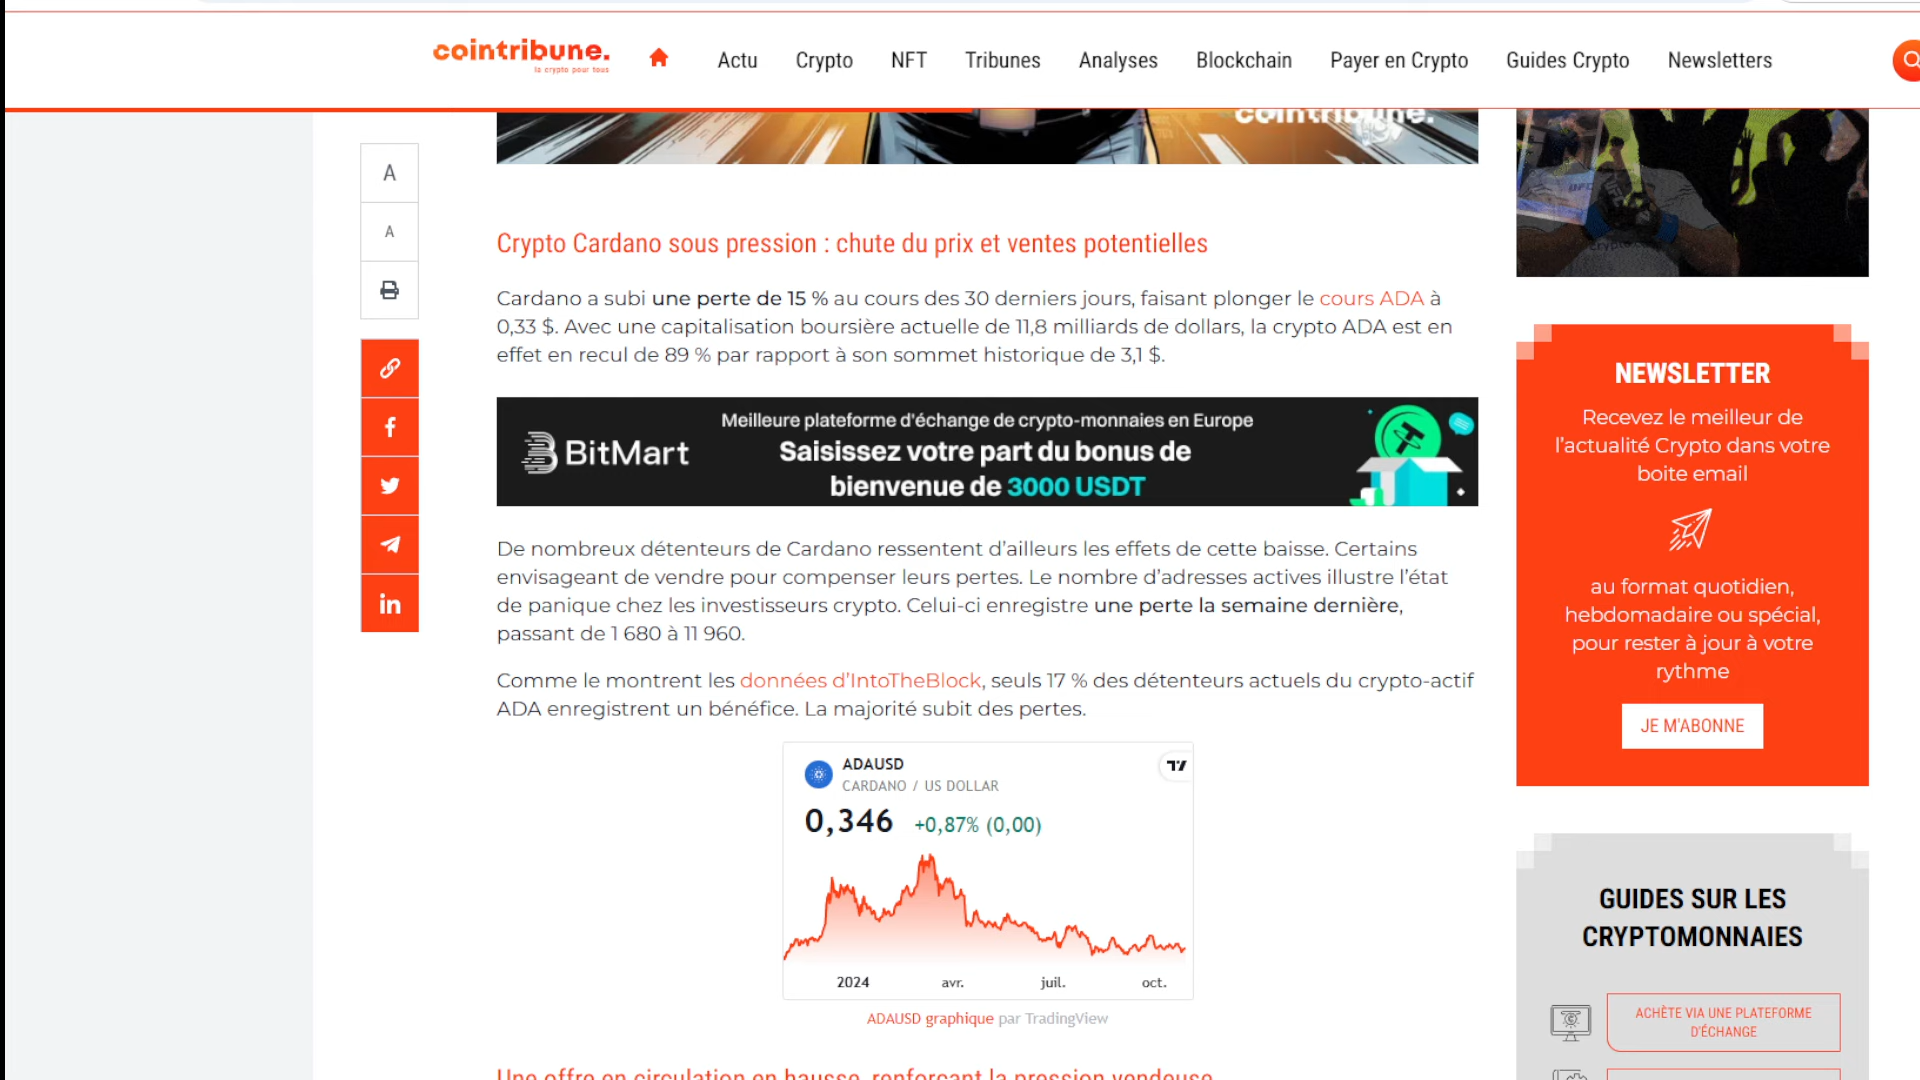 cointribune.
la crypto pour tous
Actu
Crypto
NFT
Tribunes
Analyses
Blockchain
Payer en Crypto
Guides Crypto
Newsletters
cointribune.
A
A
Crypto Cardano sous pression : chute du prix et ventes potentielles
Cardano a subi une perte de 15 % au cours des 30 derniers jours, faisant plonger le cours ADA à
0,33 $. Avec une capitalisation boursière actuelle de 11,8 milliards de dollars, la crypto ADA est en
effet en recul de 89 % par rapport à son sommet historique de 3,1 $.
BitMart
Meilleure plateforme d'échange de crypto-monnaies en Europe
Saisissez votre part du bonus de
bienvenue de 3000 USDT
De nombreux détenteurs de Cardano ressentent d'ailleurs les effets de cette baisse. Certains
envisageant de vendre pour compenser leurs pertes. Le nombre d'adresses actives illustre l'état
de panique chez les investisseurs crypto. Celui-ci enregistre une perte la semaine dernière,
passant de 1 680 à 11 960.
Comme le montrent les données d'IntoTheBlock, seuls 17 % des détenteurs actuels du crypto-actif
ADA enregistrent un bénéfice. La majorité subit des pertes.
ADAUSD
CARDANO / US DOLLAR
0,346 +0,87% (0,00)
2024 avr. juil. oct.
ADAUSD graphique par TradingView
Une offre en circulation en hausse, renforçant la pression vendeuse
NEWSLETTER
Recevez le meilleur de
l'actualité Crypto dans votre
boite email
au format quotidien,
hebdomadaire ou spécial,
pour rester à jour à votre
rythme
JE M'ABONNE
GUIDES SUR LES
CRYPTOMONNAIES
ACHÈTE VIA UNE PLATEFORME
D'ÉCHANGE